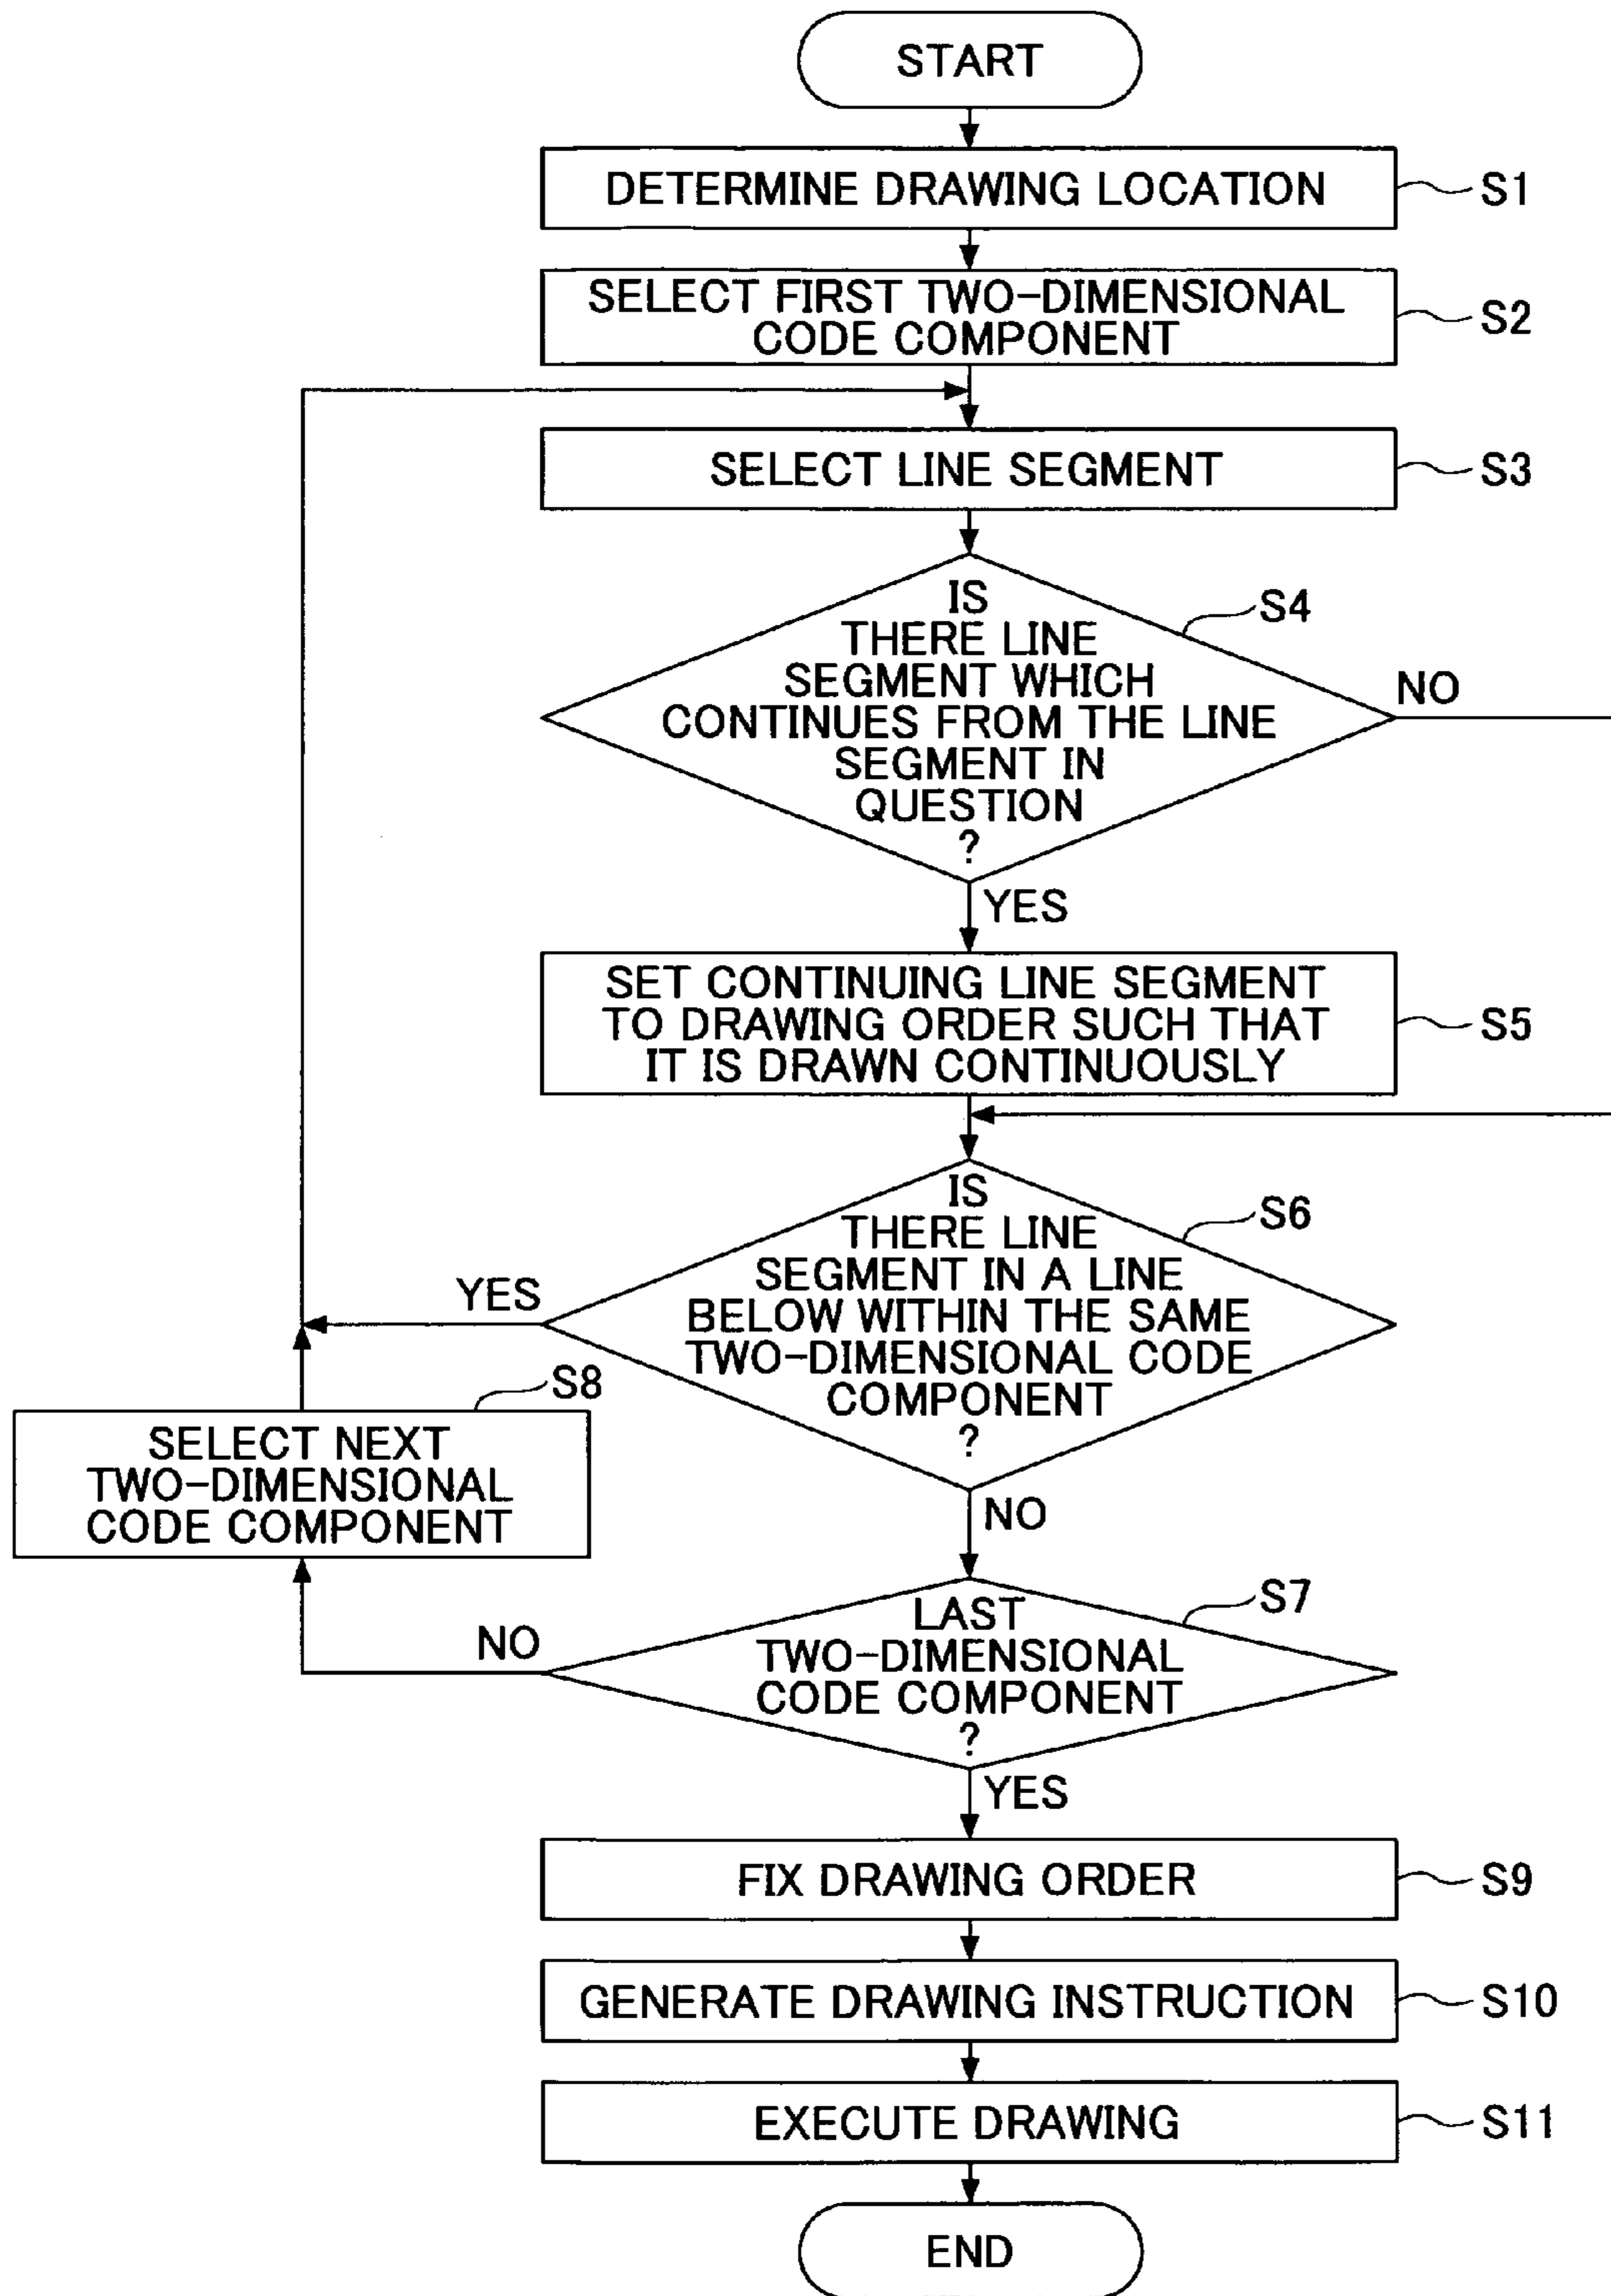 START
DETERMINE DRAWING LOCATION
S1
SELECT FIRST TWO-DIMENSIONAL
CODE COMPONENT
S2
SELECT LINE SEGMENT
S3
IS
THERE LINE
SEGMENT WHICH
CONTINUES FROM THE LINE
SEGMENT IN
QUESTION
?
S4
NO
YES
SET CONTINUING LINE SEGMENT
TO DRAWING ORDER SUCH THAT
IT IS DRAWN CONTINUOUSLY
S5
IS
THERE LINE
SEGMENT IN A LINE
BELOW WITHIN THE SAME
TWO-DIMENSIONAL CODE
COMPONENT
?
S6
YES
NO
S8
SELECT NEXT
TWO-DIMENSIONAL
CODE COMPONENT
LAST
TWO-DIMENSIONAL
CODE COMPONENT
?
S7
NO
YES
FIX DRAWING ORDER
S9
GENERATE DRAWING INSTRUCTION
S10
EXECUTE DRAWING
S11
END